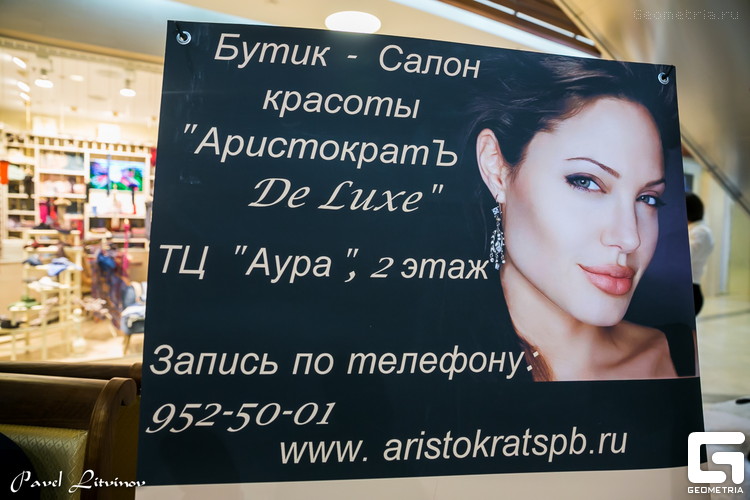 Geometria.ru
Бутик - Салон
красоты
"АристократЪ
De Luxe"
ТЦ "Аура", 2 этаж
Запись по телефону:
952-50-01
www. aristokratspb.ru
Pavel Litvinov
GEOMETRIA